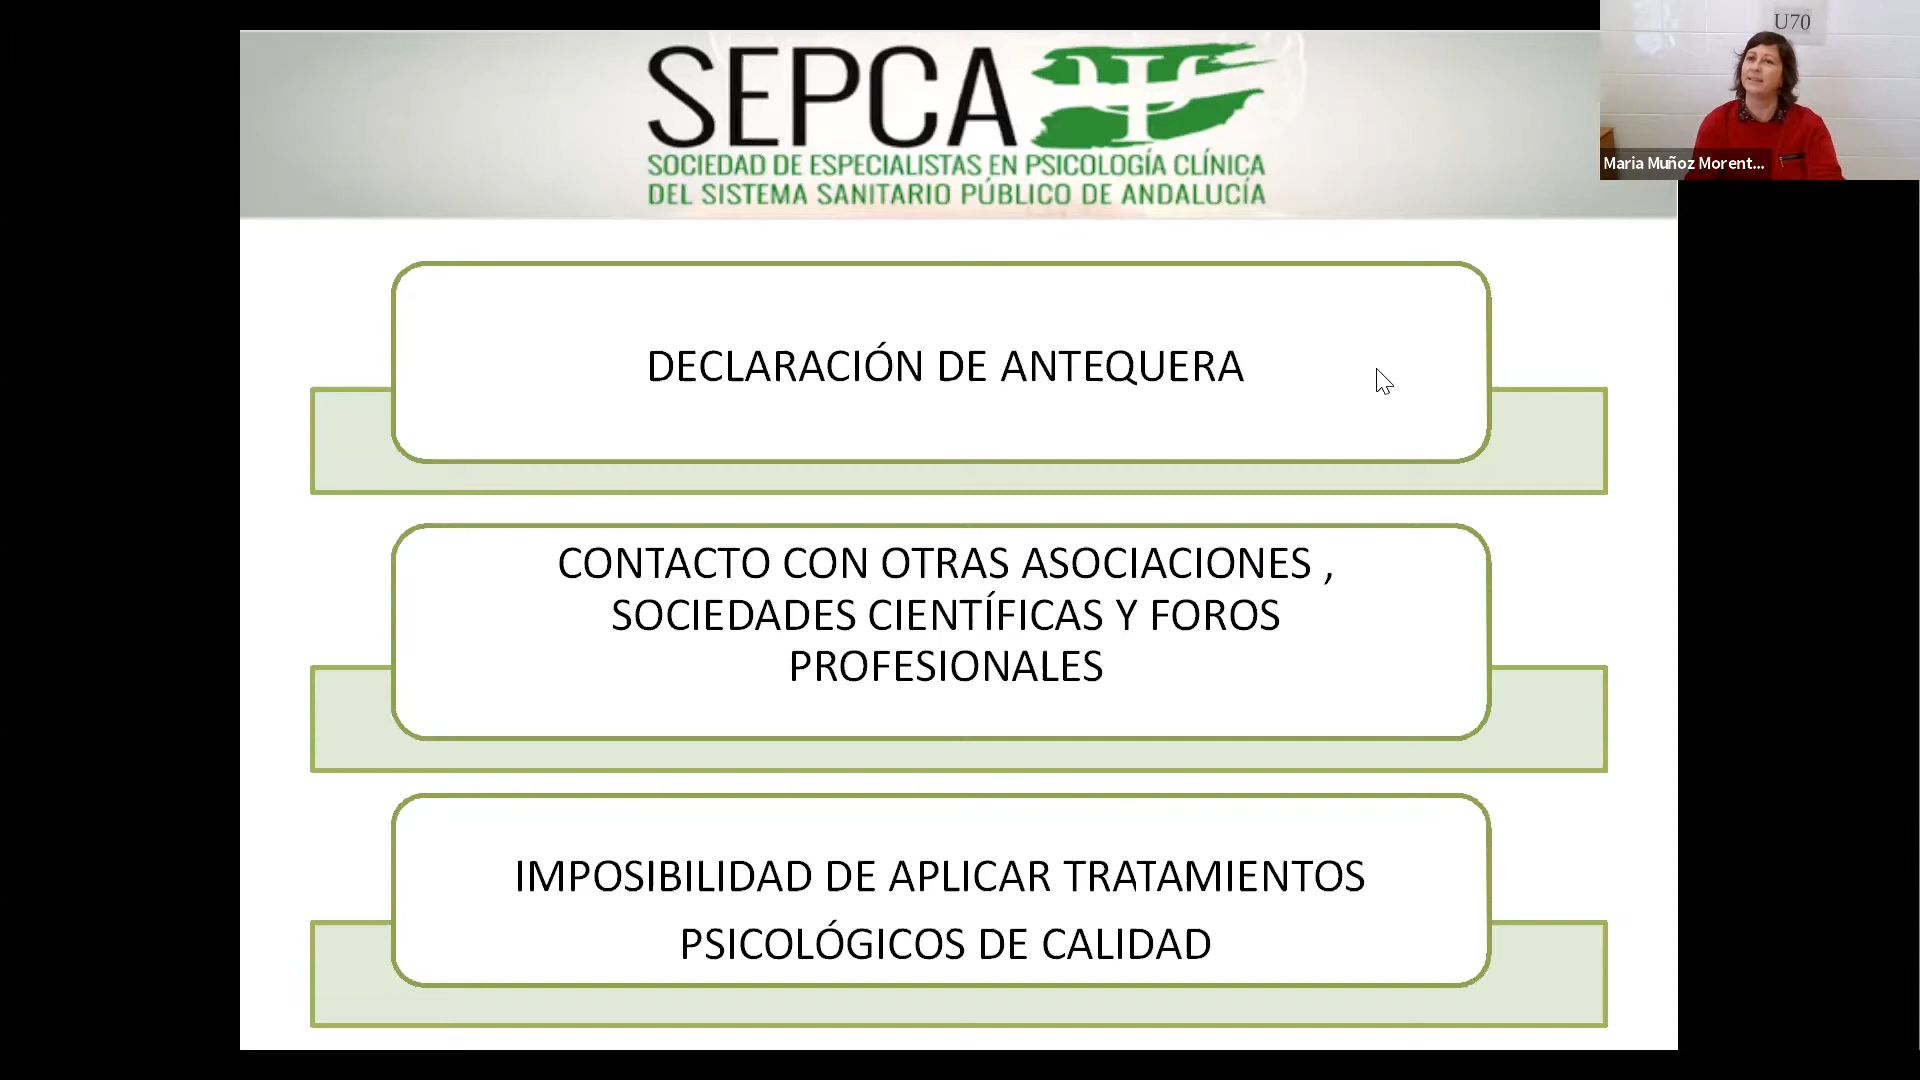 SEPCA
SOCIEDAD DE ESPECIALISTAS EN PSICOLOGÍA CLÍNICA
DEL SISTEMA SANITARIO PÚBLICO DE ANDALUCÍA
U70
Maria Muñoz Morent...
DECLARACIÓN DE ANTEQUERA
CONTACTO CON OTRAS ASOCIACIONES ,
SOCIEDADES CIENTÍFICAS Y FOROS
PROFESIONALES
IMPOSIBILIDAD DE APLICAR TRATAMIENTOS
PSICOLÓGICOS DE CALIDAD